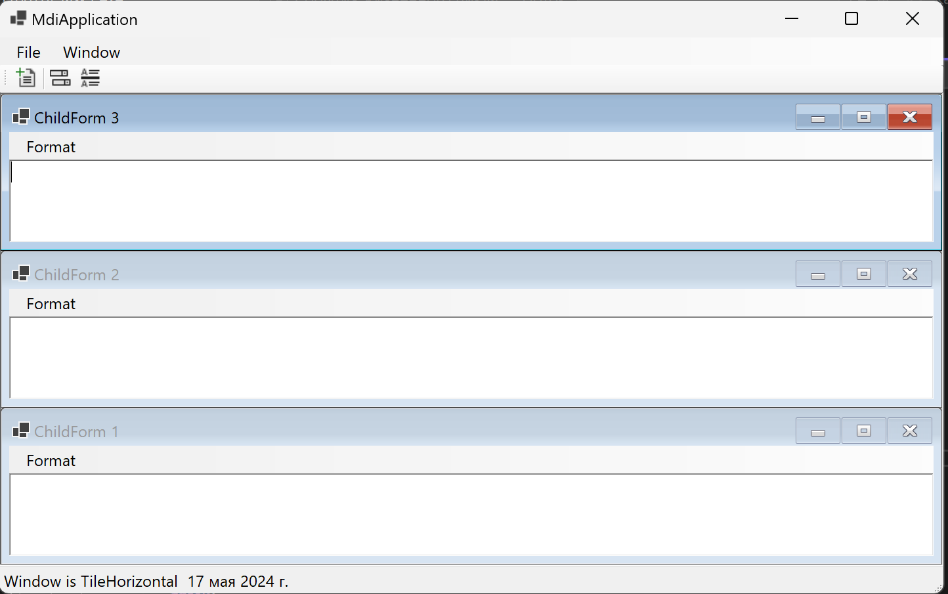 MdiApplication
File Window
ChildForm 3
Format
ChildForm 2
Format
ChildForm 1
Format
Window is TileHorizontal 17 мая 2024 г.